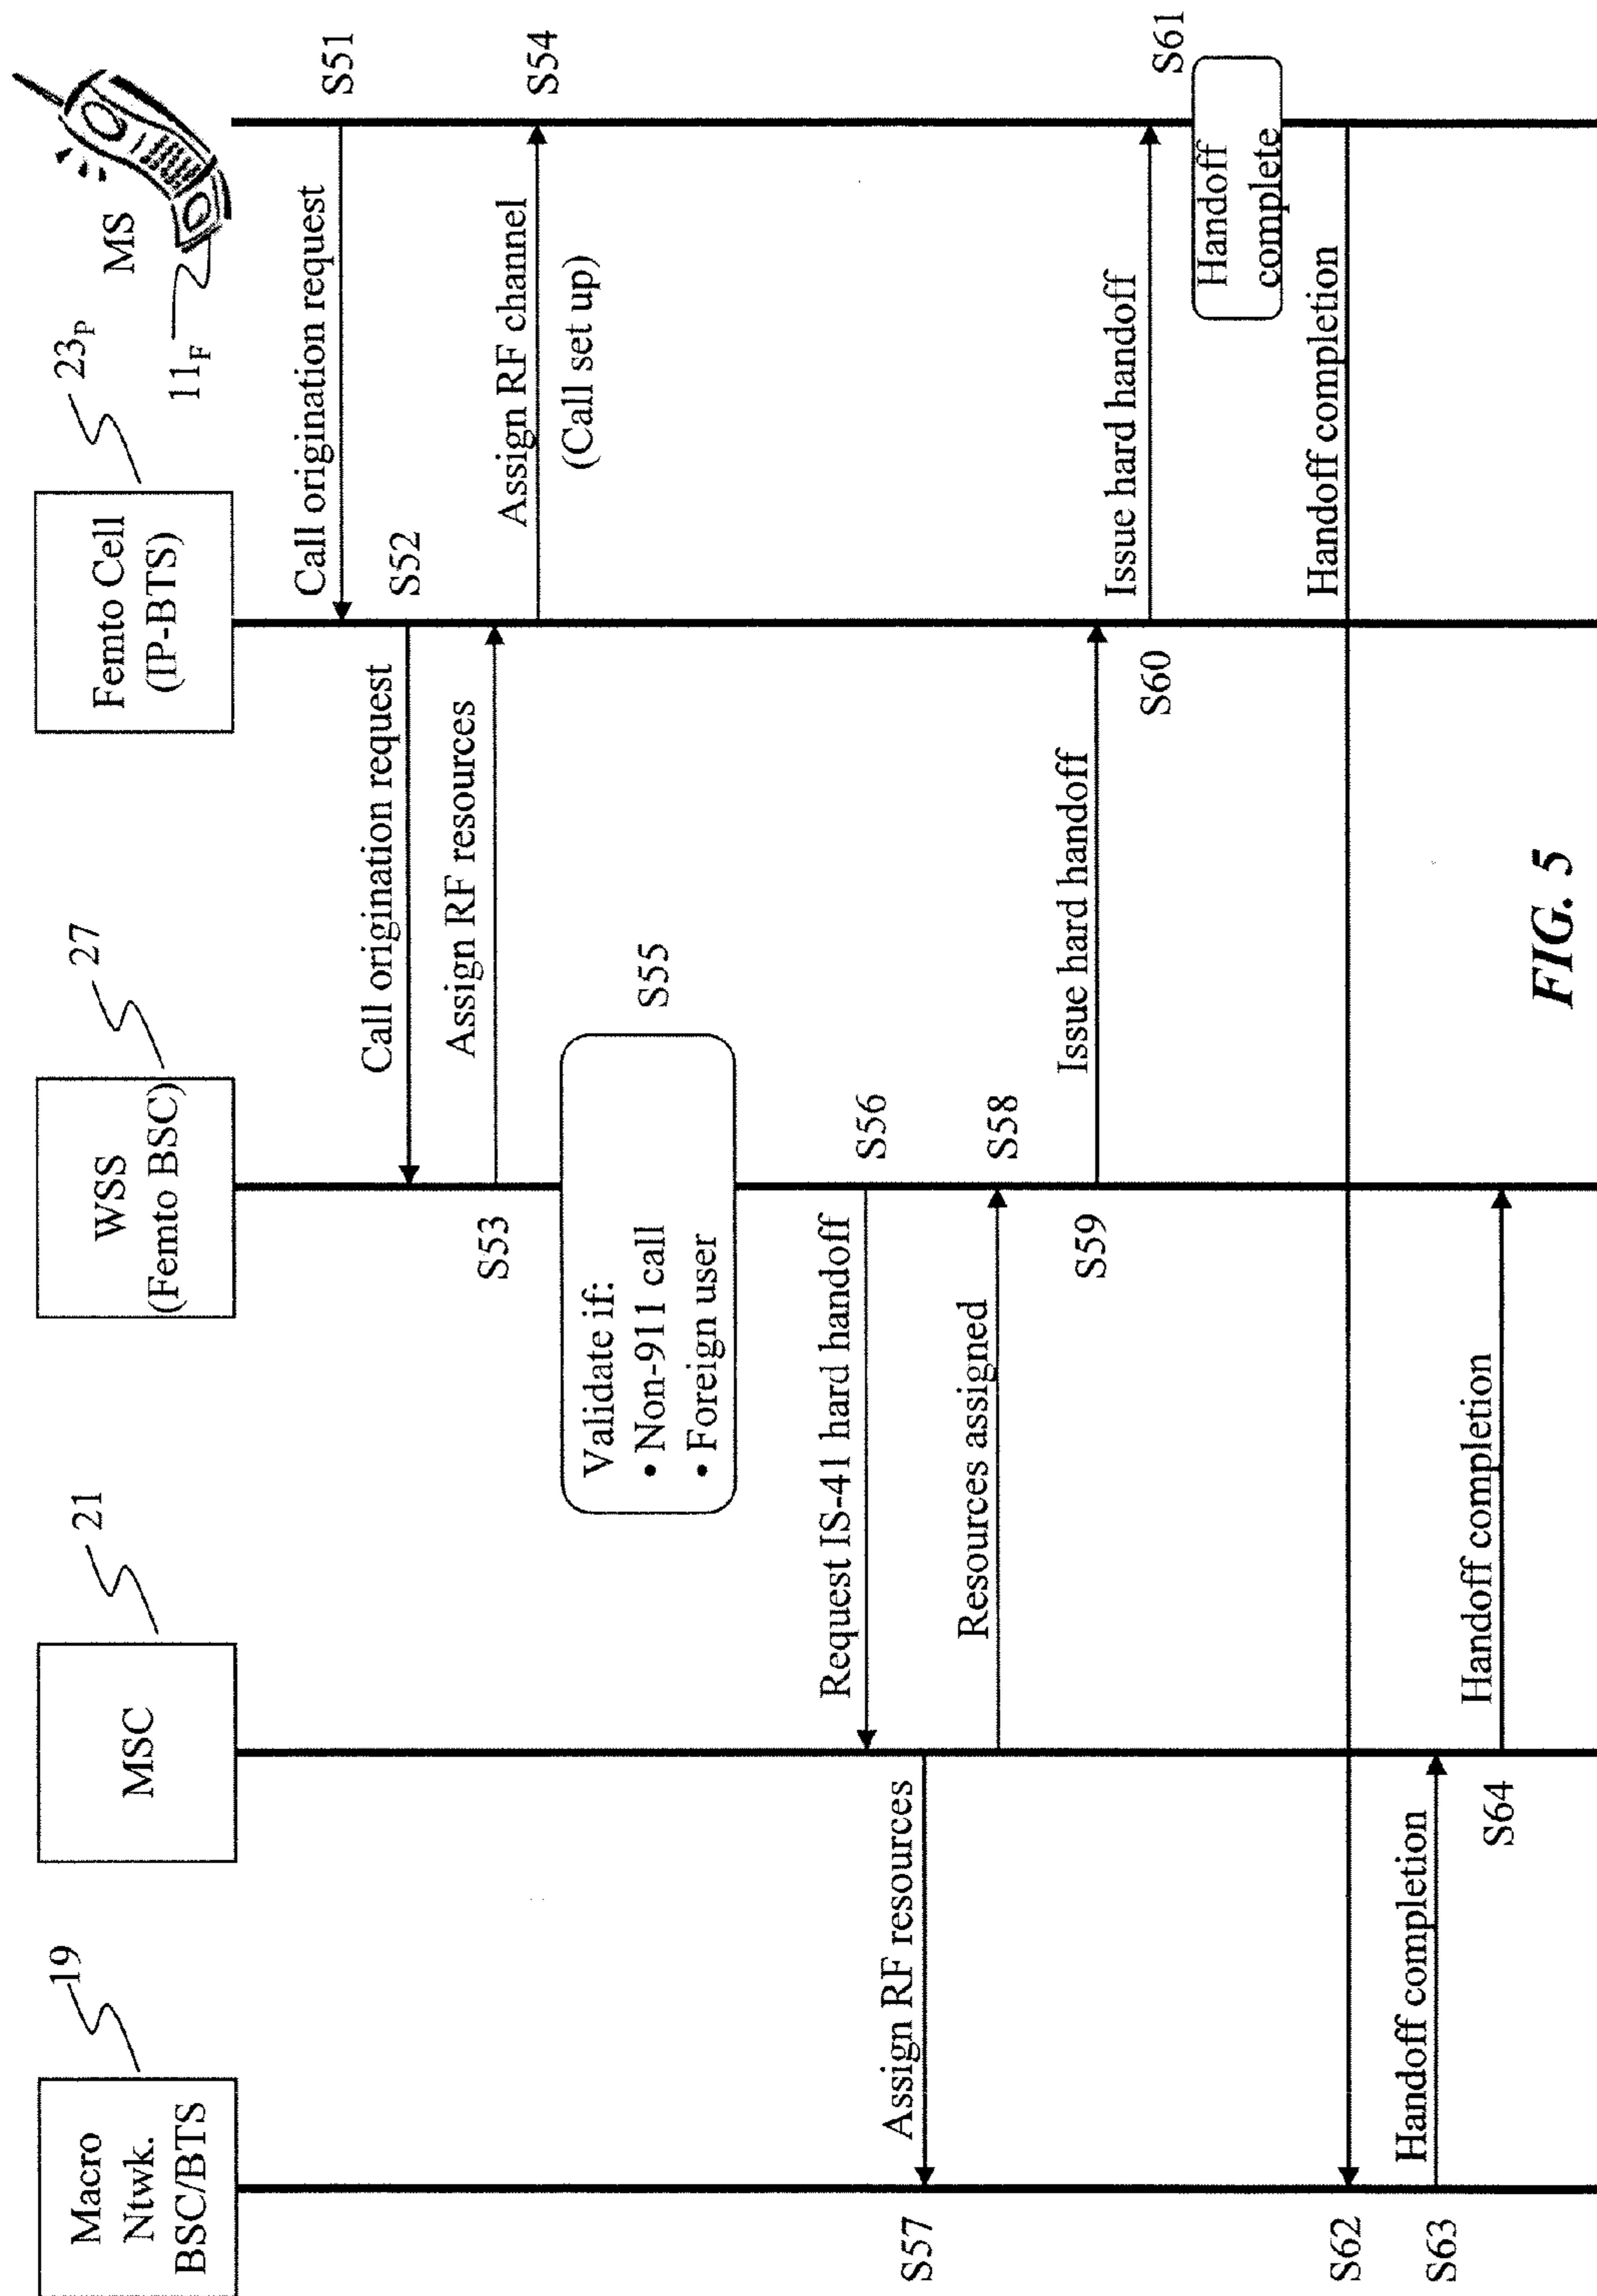 Macro
Ntwk.
BSC/BTS
19
MSC
21
WSS
(Femto BSC)
27
Femto Cell
(IP-BTS)
23P
MS
11F
Call origination request
S51
Call origination request
S52
S53
Assign RF resources
Assign RF channel
(Call set up)
S54
Validate if:
• Non-911 call
• Foreign user
S55
Request IS-41 hard handoff
S56
S57
Assign RF resources
Resources assigned
S58
S59
Issue hard handoff
S60
Issue hard handoff
Handoff
complete
S61
S62
Handoff completion
S63
Handoff completion
S64
Handoff completion
FIG. 5